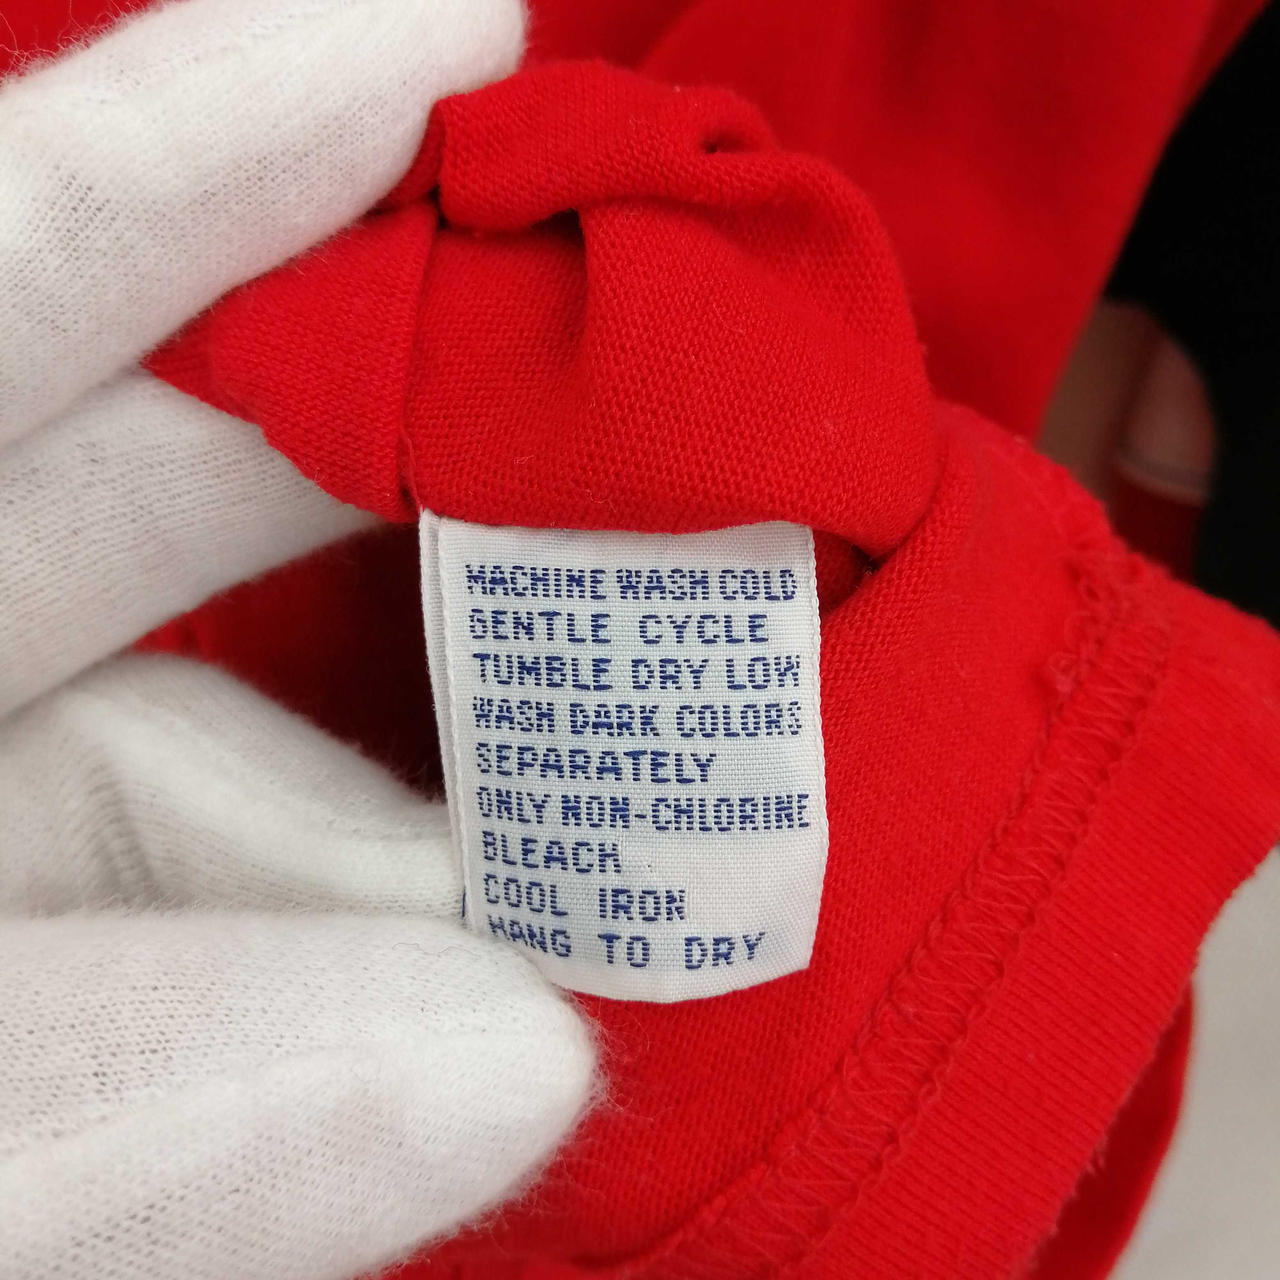 MACHINE WASH COLD
GENTLE CYCLE
TUMBLE DRY LOW
WASH DARK COLORS
SEPARATELY
ONLY NON-CHLORINE
BLEACH
COOL IRON
HANG TO DRY